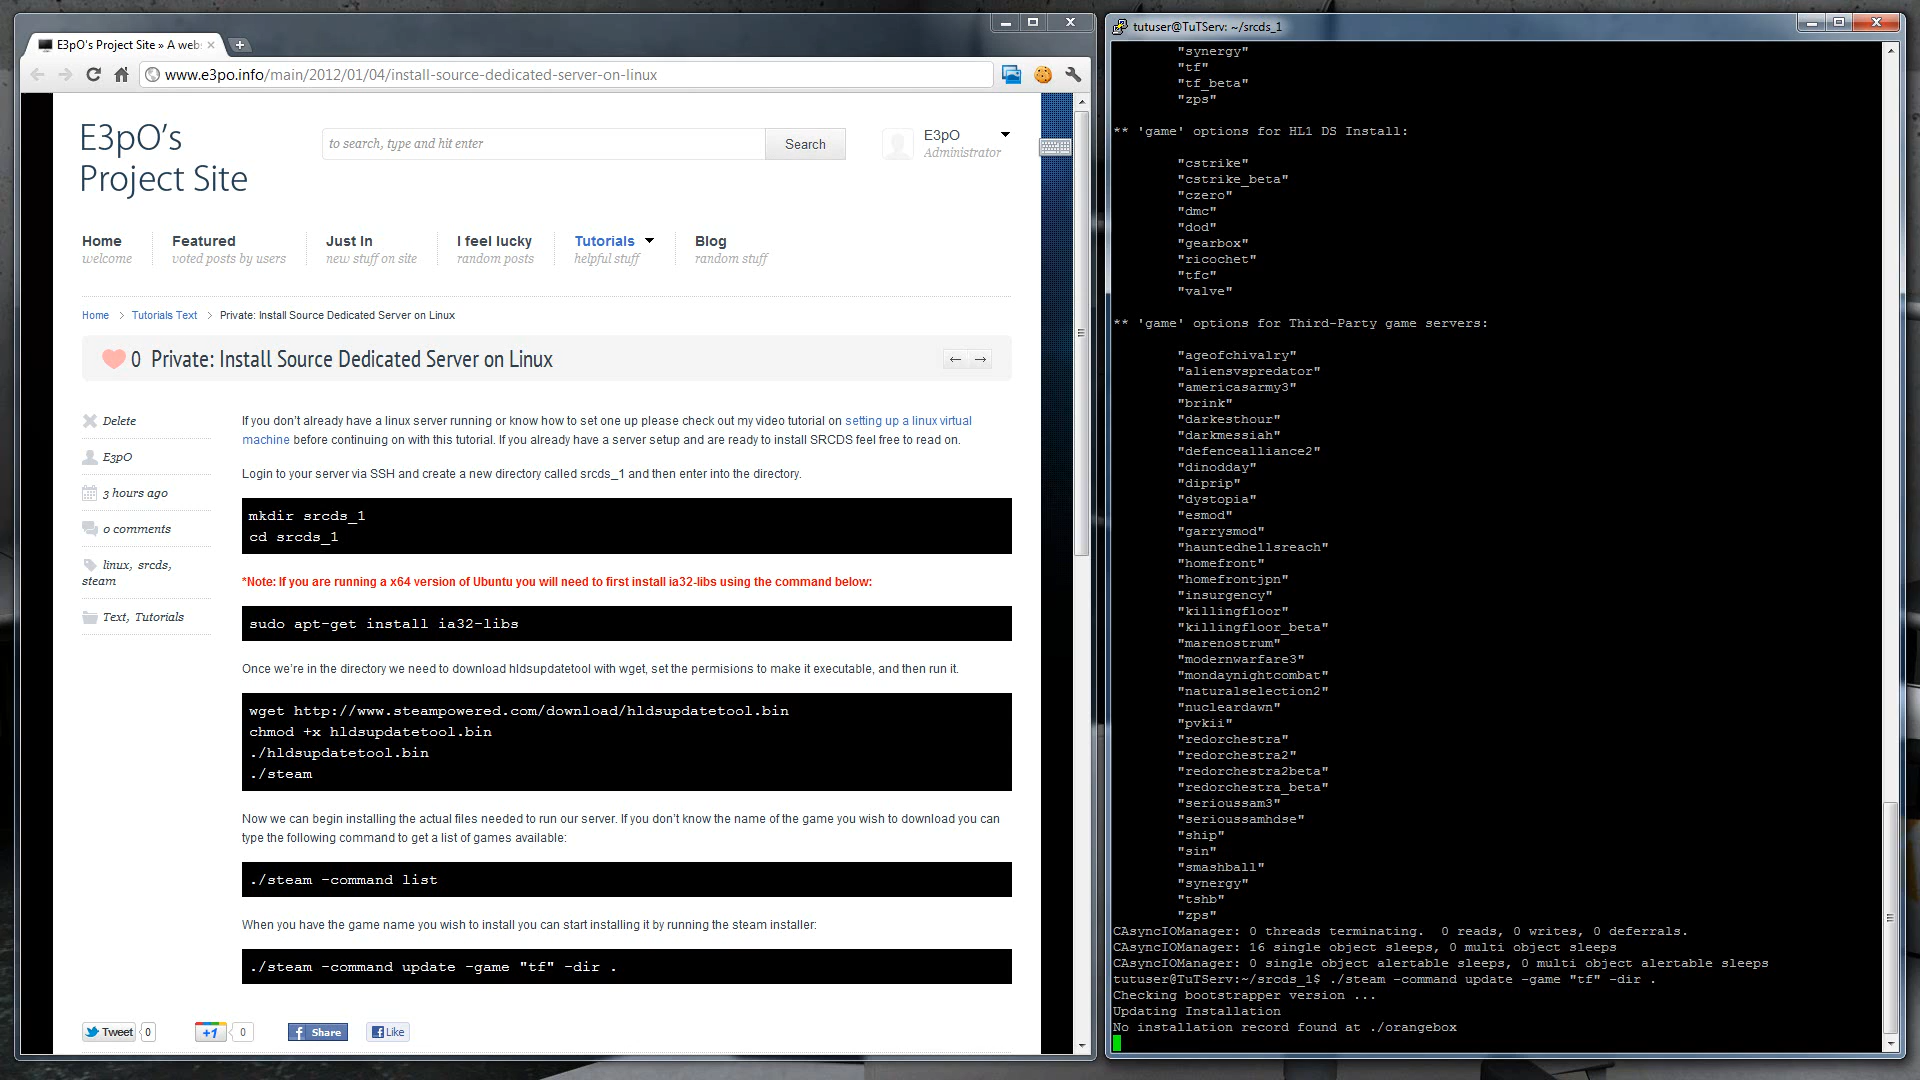 E3pO's Project Site » A web
www.e3po.info/main/2012/01/04/install-source-dedicated-server-on-linux
E3pO's
Project Site
to search, type and hit enter
Search
E3pO
Administrator
Home
welcome
Featured
voted posts by users
Just In
new stuff on site
I feel lucky
random posts
Tutorials
helpful stuff
Blog
random stuff
Home > Tutorials Text > Private: Install Source Dedicated Server on Linux
0 Private: Install Source Dedicated Server on Linux
← →
Delete
E3pO
3 hours ago
0 comments
linux, srcds,
steam
Text, Tutorials
If you don't already have a linux server running or know how to set one up please check out my video tutorial on setting up a linux virtual
machine before continuing on with this tutorial. If you already have a server setup and are ready to install SRCDS feel free to read on.
Login to your server via SSH and create a new directory called srcds_1 and then enter into the directory.
mkdir srcds_1
cd srcds_1
*Note: If you are running a x64 version of Ubuntu you will need to first install ia32-libs using the command below:
sudo apt-get install ia32-libs
Once we're in the directory we need to download hldsupdatetool with wget, set the permisions to make it executable, and then run it.
wget http://www.steampowered.com/download/hldsupdatetool.bin
chmod +x hldsupdatetool.bin
./hldsupdatetool.bin
./steam
Now we can begin installing the actual files needed to run our server. If you don't know the name of the game you wish to download you can
type the following command to get a list of games available:
./steam -command list
When you have the game name you wish to install you can start installing it by running the steam installer:
./steam -command update -game "tf" -dir .
Tweet 0
+1 0
Share
Like
tutuser@TuTServ: ~/srcds_1
"synergy"
"tf"
"tf_beta"
"zps"
** 'game' options for HL1 DS Install:
"cstrike"
"cstrike_beta"
"czero"
"dmc"
"dod"
"gearbox"
"ricochet"
"tfc"
"valve"
** 'game' options for Third-Party game servers:
"ageofchivalry"
"aliensvspredator"
"americasarmy3"
"brink"
"darkesthour"
"darkmessiah"
"defencealliance2"
"dinodday"
"diprip"
"dystopia"
"esmod"
"garrysmod"
"hauntedhellsreach"
"homefront"
"homefrontjpn"
"insurgency"
"killingfloor"
"killingfloor_beta"
"marenostrum"
"modernwarfare3"
"mondaynightcombat"
"naturalselection2"
"nucleardawn"
"pvkii"
"redorchestra"
"redorchestra2"
"redorchestra2beta"
"redorchestra_beta"
"serioussam3"
"serioussamhdse"
"ship"
"sin"
"smashball"
"synergy"
"tshb"
"zps"
CAsyncIOManager: 0 threads terminating.  0 reads, 0 writes, 0 deferrals.
CAsyncIOManager: 16 single object sleeps, 0 multi object sleeps
CAsyncIOManager: 0 single object alertable sleeps, 0 multi object alertable sleeps
tutuser@TuTServ:~/srcds_1$ ./steam -command update -game "tf" -dir .
Checking bootstrapper version ...
Updating Installation
No installation record found at ./orangebox